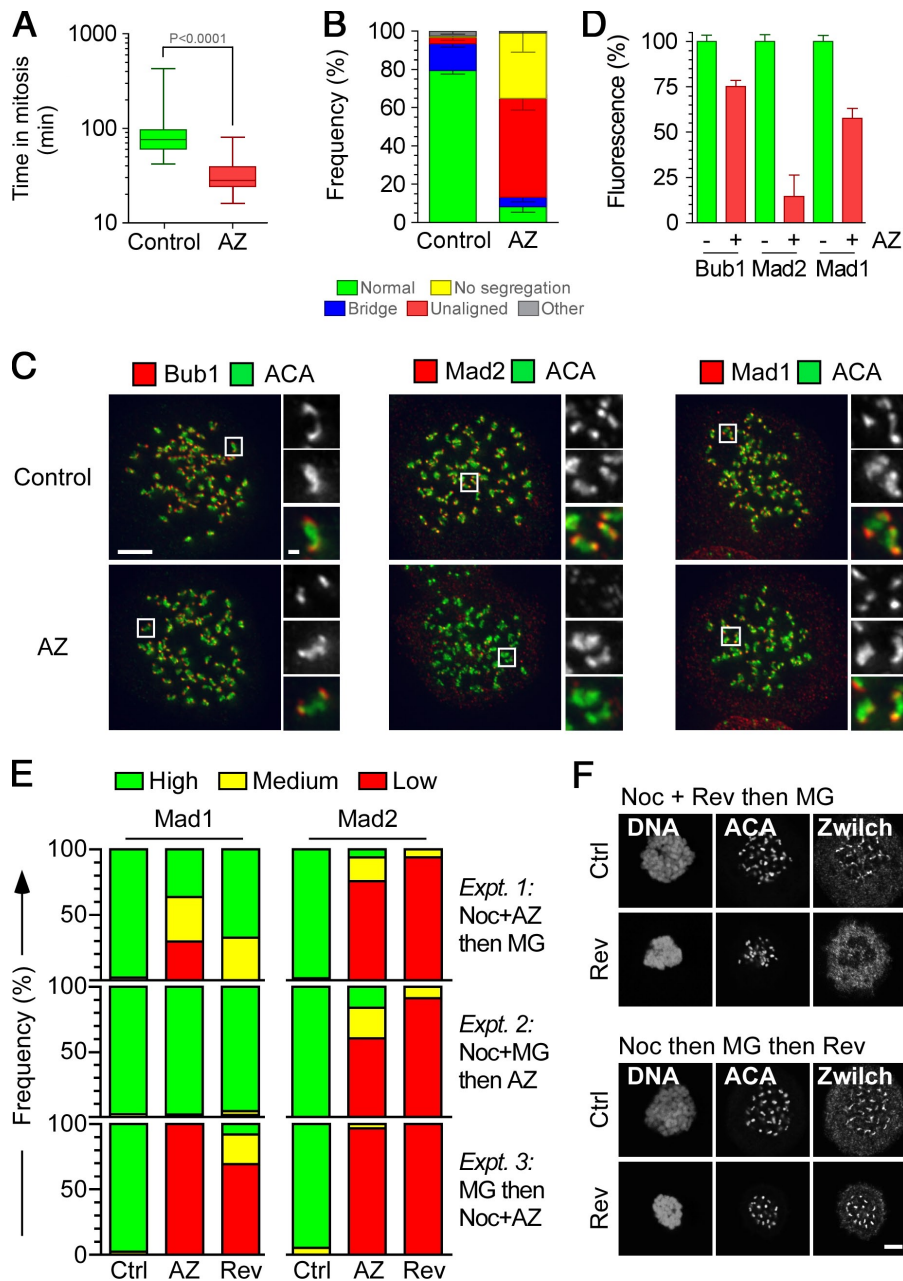 A
Time in mitosis
(min)
1000
100
10
P<0.0001
Control AZ
B
Frequency (%)
100
80
60
40
20
0
Control AZ
Normal No segregation
Bridge Unaligned Other
D
Fluorescence (%)
100
75
50
25
0
- + - + - + AZ
Bub1 Mad2 Mad1
C
Bub1 ACA
Mad2 ACA
Mad1 ACA
Control
AZ
E
High Medium Low
Mad1 Mad2
Frequency (%)
100
50
100
50
100
50
0
Expt. 1:
Noc+AZ
then MG
Expt. 2:
Noc+MG
then AZ
Expt. 3:
MG then
Noc+AZ
Ctrl AZ Rev Ctrl AZ Rev
F
Noc + Rev then MG
DNA ACA Zwilch
Ctrl
Rev
Noc then MG then Rev
DNA ACA Zwilch
Ctrl
Rev